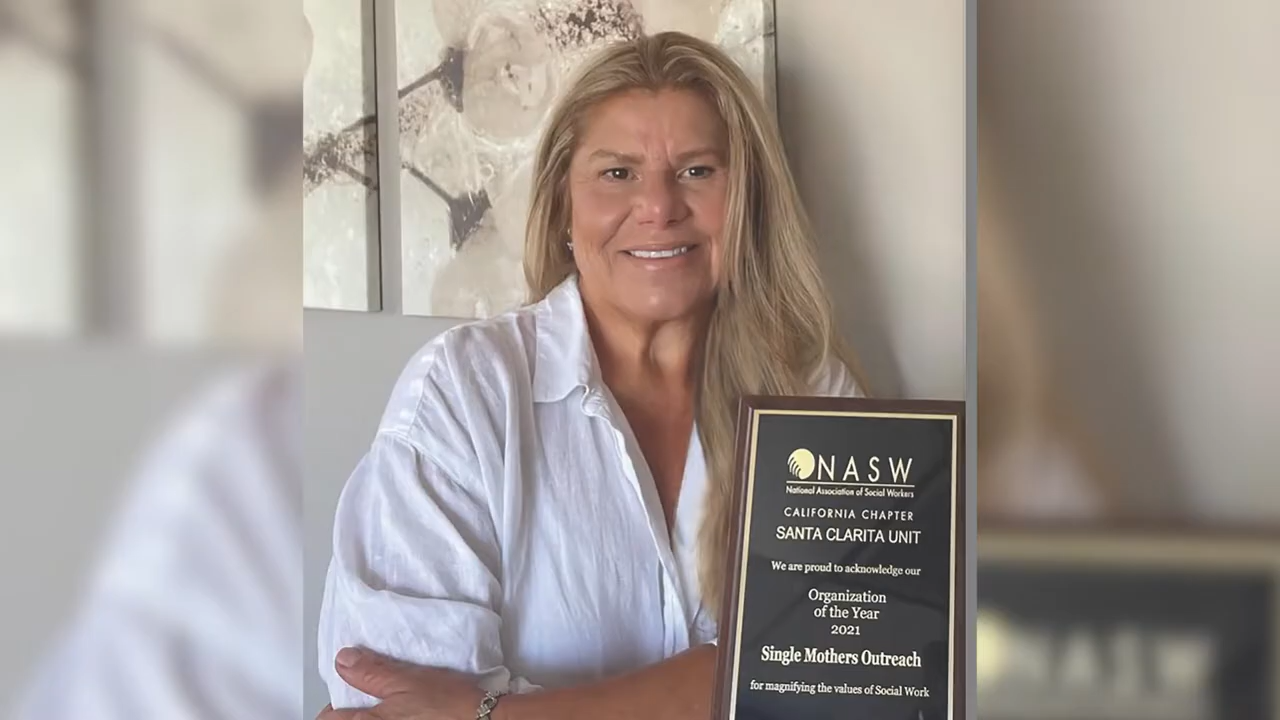 NASW
National Association of Social Workers
CALIFORNIA CHAPTER
SANTA CLARITA UNIT
We are proud to acknowledge our
Organization
of the Year
2021
Single Mothers Outreach
for magnifying the values of Social Work